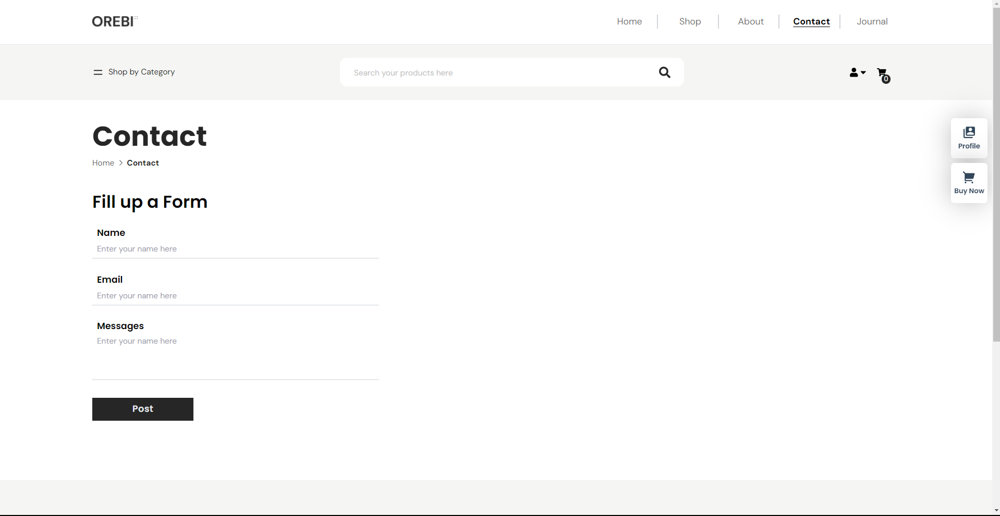 OREBI
Home Shop About Contact Journal
Shop by Category
Search your products here
0
Contact
Home > Contact
Profile
Buy Now
Fill up a Form
Name
Enter your name here
Email
Enter your name here
Messages
Enter your name here
Post